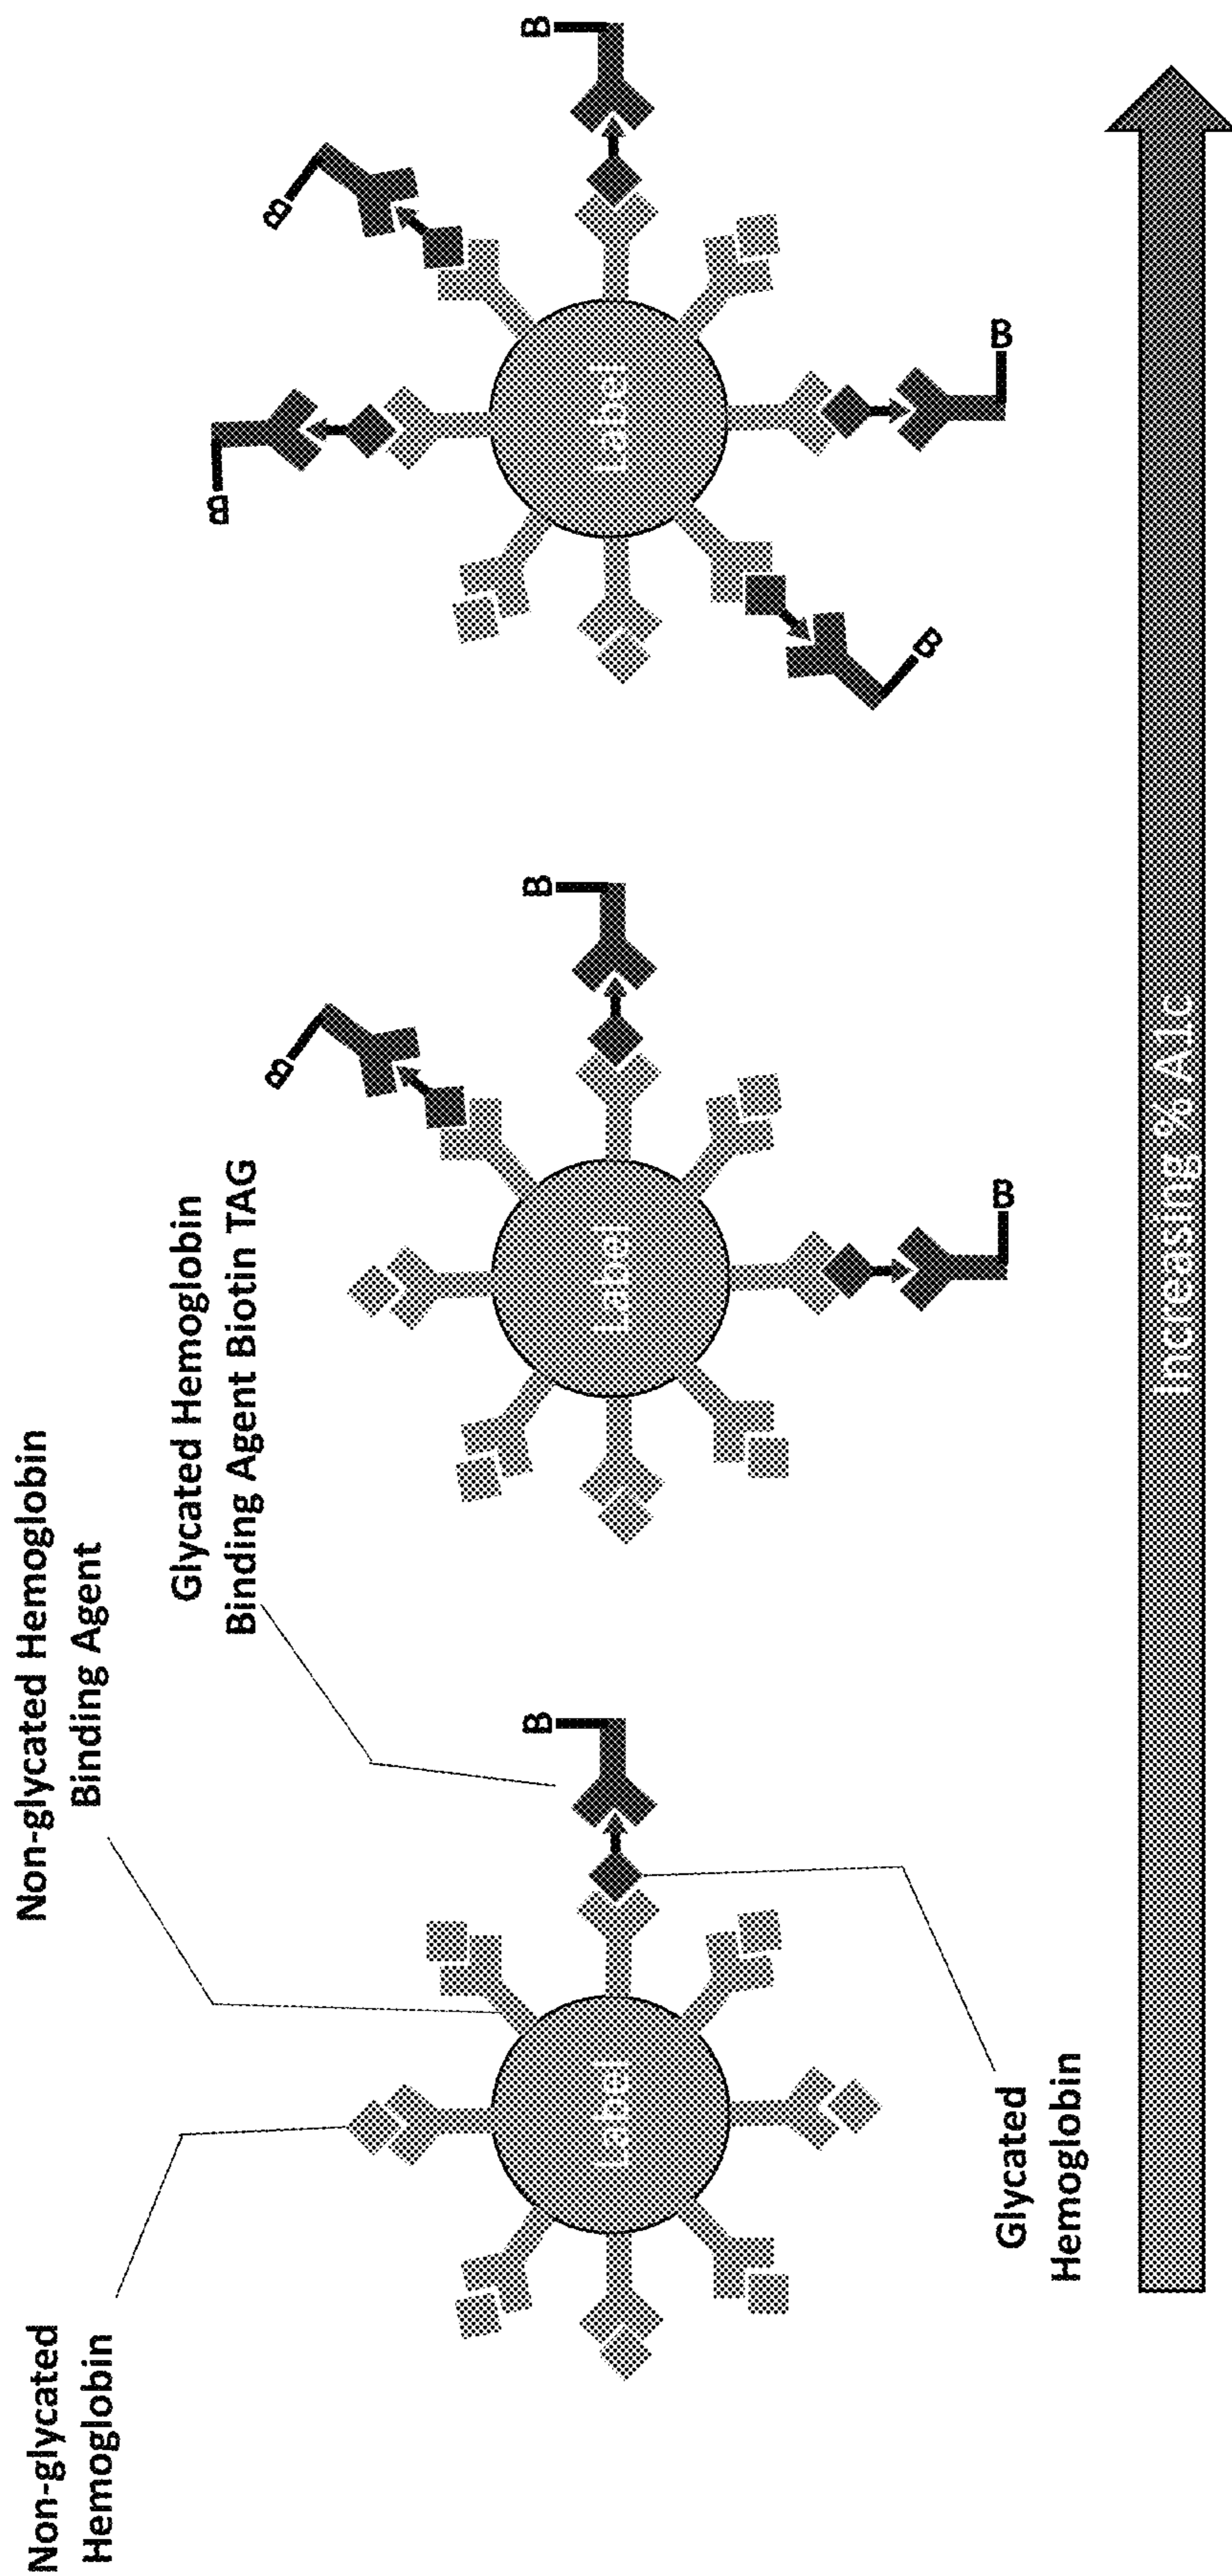 Non-glycated
Hemoglobin
Non-glycated Hemoglobin
Binding Agent
Glycated Hemoglobin
Binding Agent Biotin TAG
B
Label
B
B
Label
B
B
B
B
Label
B
B
Glycated
Hemoglobin
Increasing % A1c